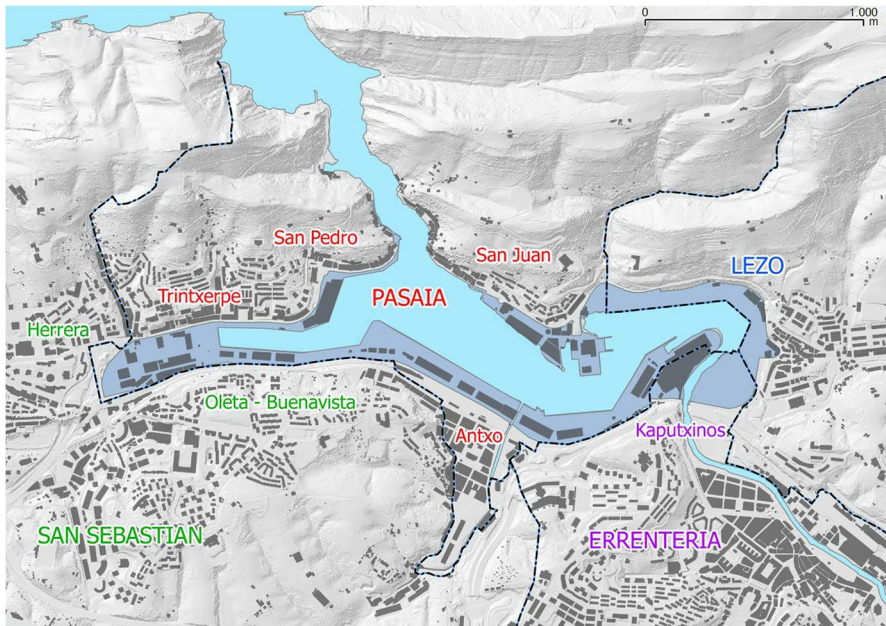 0 1.000
m
San Pedro
San Juan
LEZO
Trintxerpe
PASAIA
Herrera
Oleta - Buenavista
Antxo
Kaputxinos
SAN SEBASTIAN
ERRENTERIA